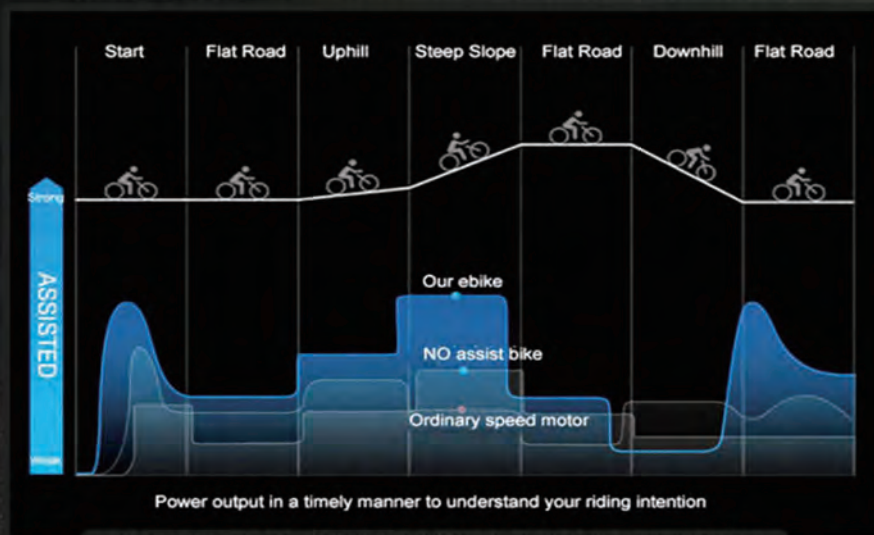 Start Flat Road Uphill Steep Slope Flat Road Downhill Flat Road
Strong
ASSISTED
Our ebike
NO assist bike
Ordinary speed motor
Power output in a timely manner to understand your riding intention